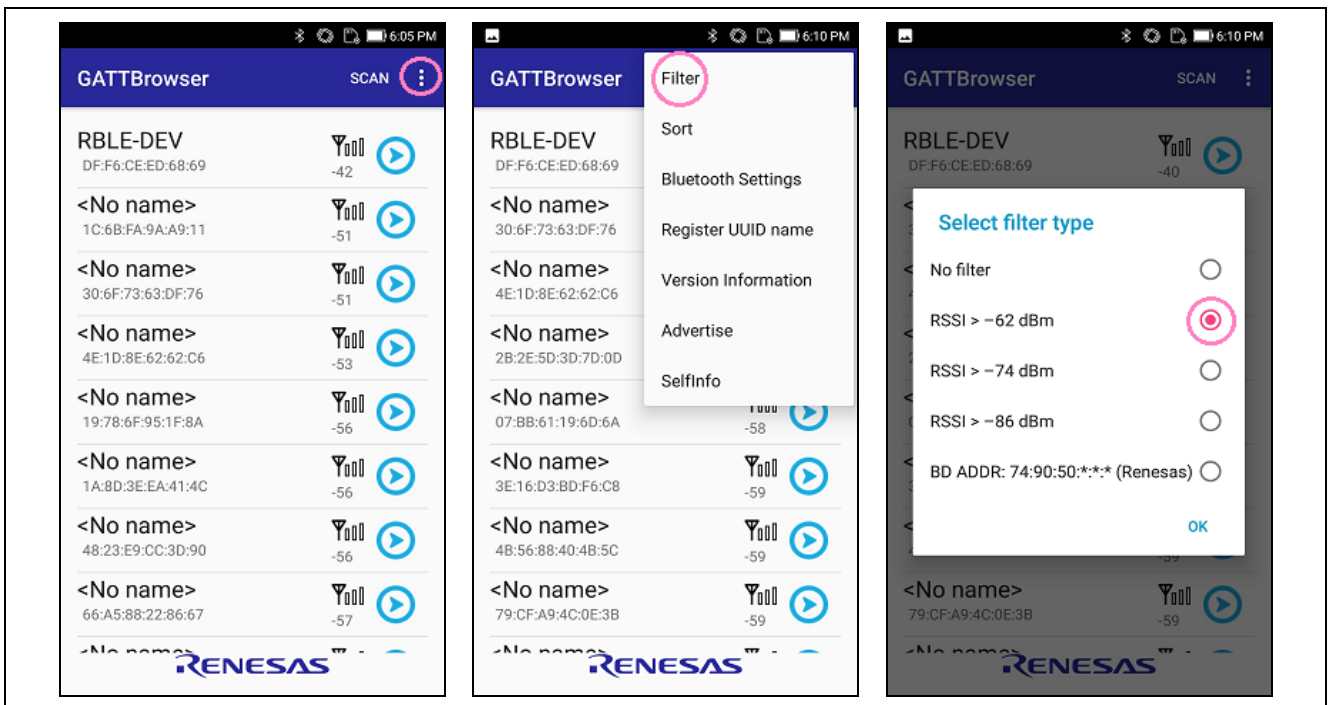 6:05 PM
GATTBrowser SCAN
RBLE-DEV
DF:F6:CE:ED:68:69 -42
<No name>
1C:6B:FA:9A:A9:11 -51
<No name>
30:6F:73:63:DF:76 -51
<No name>
4E:1D:8E:62:62:C6 -53
<No name>
19:78:6F:95:1F:8A -56
<No name>
1A:8D:3E:EA:41:4C -56
<No name>
48:23:E9:CC:3D:90 -56
<No name>
66:A5:88:22:86:67 -57
<No name>
RENESAS
6:10 PM
GATTBrowser
Filter
Sort
Bluetooth Settings
Register UUID name
Version Information
Advertise
SelfInfo
RBLE-DEV
DF:F6:CE:ED:68:69
<No name>
30:6F:73:63:DF:76
<No name>
4E:1D:8E:62:62:C6
<No name>
2B:2E:5D:3D:7D:0D
<No name>
07:BB:61:19:6D:6A -58
<No name>
3E:16:D3:BD:F6:C8 -59
<No name>
4B:56:88:40:4B:5C -59
<No name>
79:CF:A9:4C:0E:3B -59
<No name>
RENESAS
6:10 PM
GATTBrowser SCAN
RBLE-DEV
DF:F6:CE:ED:68:69 -40
Select filter type
No filter
RSSI > −62 dBm
RSSI > −74 dBm
RSSI > −86 dBm
BD ADDR: 74:90:50:*:*:* (Renesas)
OK
-59
<No name>
79:CF:A9:4C:0E:3B -59
<No name>
RENESAS